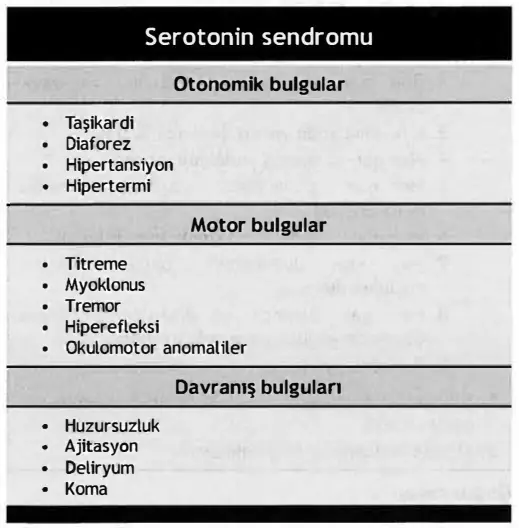 Serotonin sendromu
Otonomik bulgular
• Taşikardi
• Diaforez
• Hipertansiyon
• Hipertermi
Motor bulgular
• Titreme
• Myoklonus
• Tremor
• Hiperefleksi
• Okulomotor anomaliler
Davranış bulguları
• Huzursuzluk
• Ajitasyon
• Deliryum
• Koma